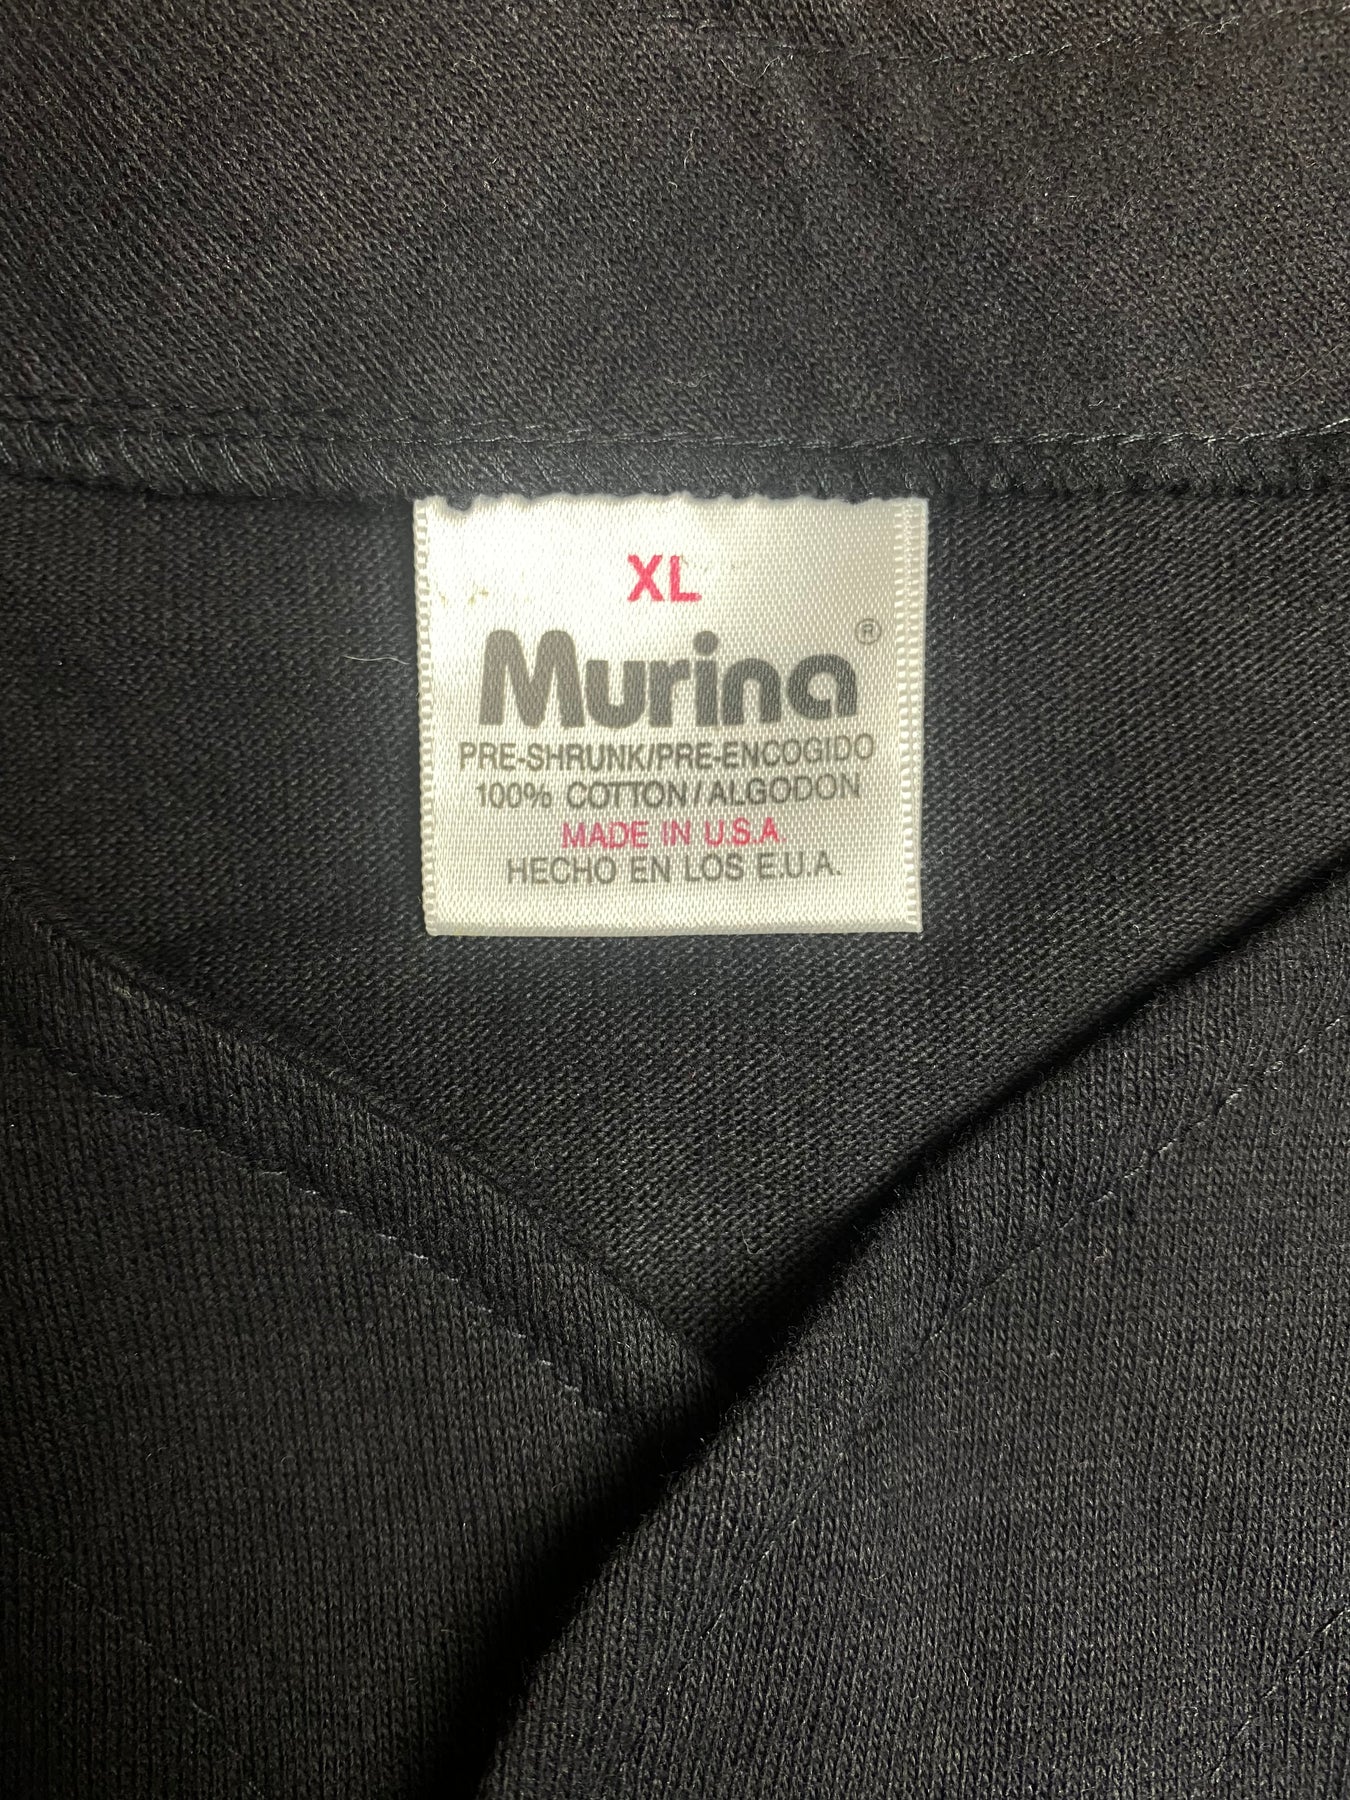 XL
Murina®
PRE-SHRUNK/PRE-ENCOGIDO
100% COTTON/ALGODON
MADE IN U.S.A.
HECHO EN LOS E.U.A.